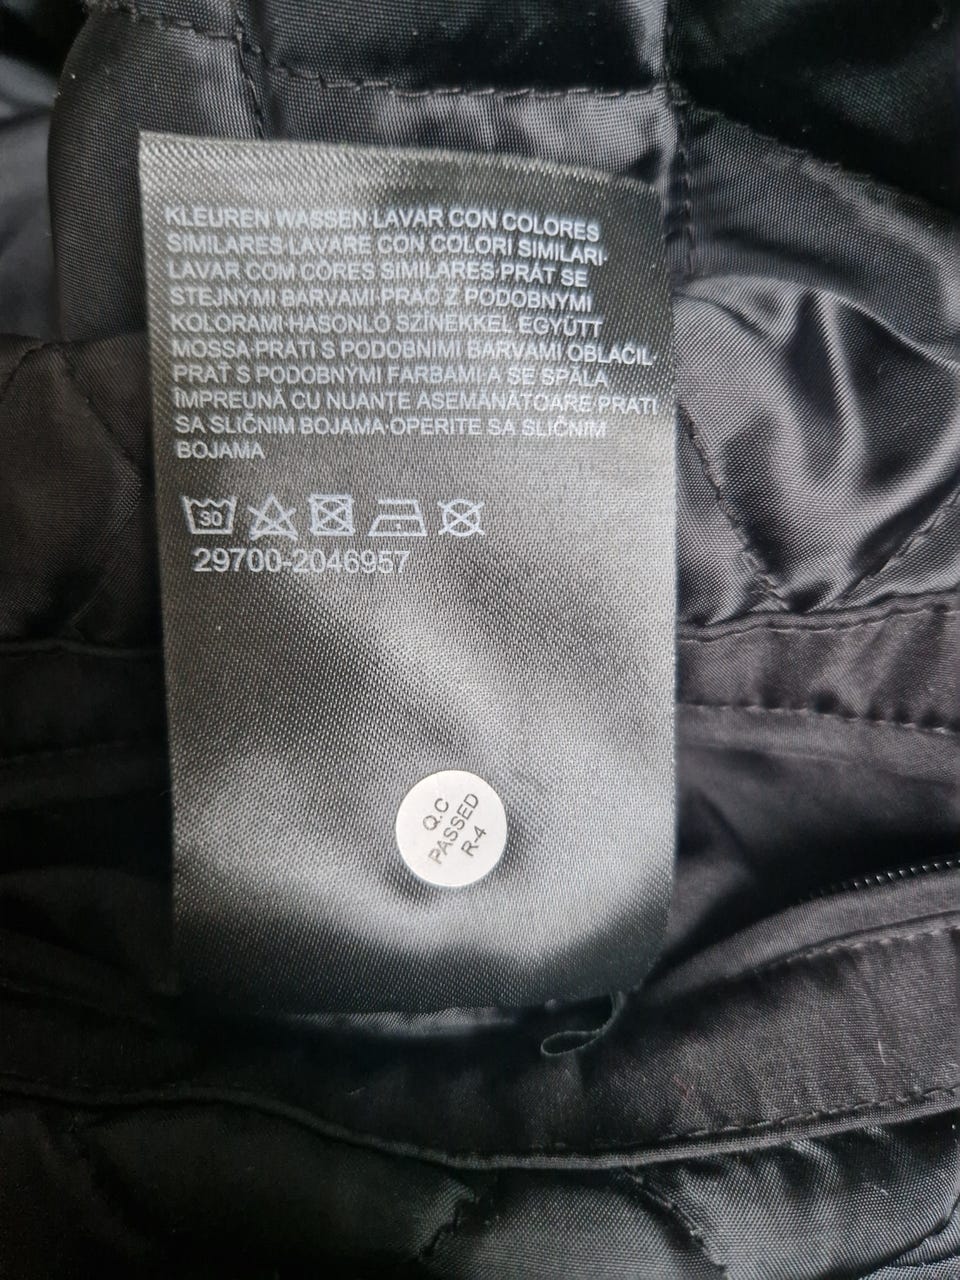 KLEUREN WASSEN·LAVAR CON COLORES
SIMILARES·LAVARE CON COLORI SIMILARI·
LAVAR COM CORES SIMILARES·PRÁT SE
STEJNÝMI BARVAMI·PRAĆ Z PODOBNYMI
KOLORAMI·HASONLÓ SZÍNEKKEL EGYÜTT
MOSSA·PRATI S PODOBNIMI BARVAMI OBLAČIL·
PRAŤ S PODOBNÝMI FARBAMI·A SE SPĂLA
ÎMPREUNĂ CU NUANȚE ASEMĂNĂTOARE·PRATI
SA SLIČNIM BOJAMA·OPERITE SA SLIČNIM
BOJAMA
30
29700-2046957
Q.C
PASSED
R-4